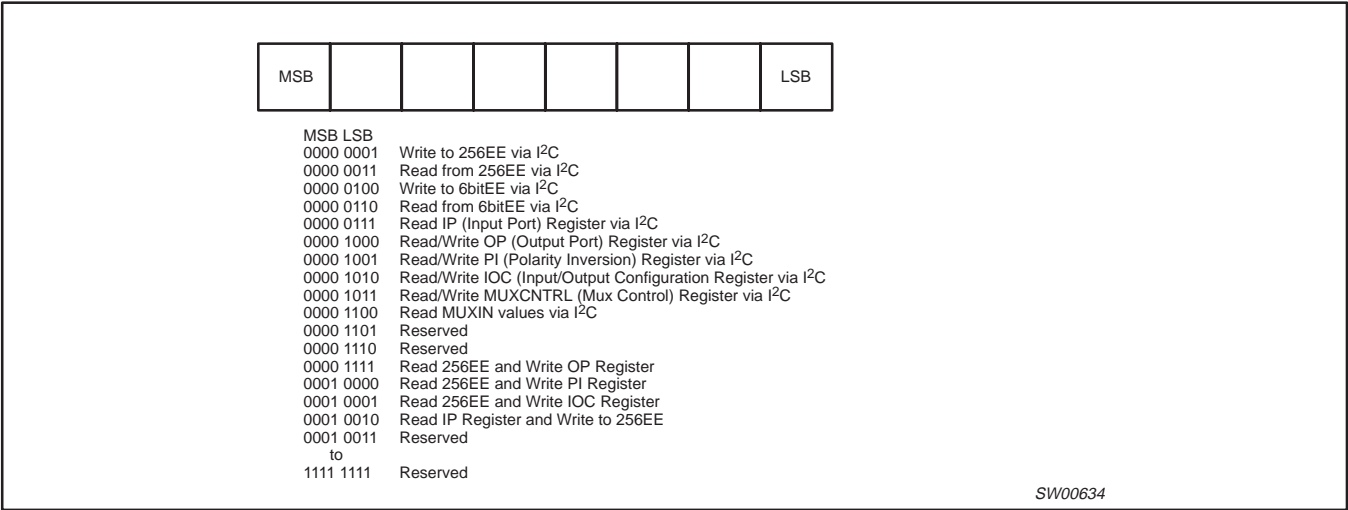 MSB LSB
MSB LSB
0000 0001 Write to 256EE via I²C
0000 0011 Read from 256EE via I²C
0000 0100 Write to 6bitEE via I²C
0000 0110 Read from 6bitEE via I²C
0000 0111 Read IP (Input Port) Register via I²C
0000 1000 Read/Write OP (Output Port) Register via I²C
0000 1001 Read/Write PI (Polarity Inversion) Register via I²C
0000 1010 Read/Write IOC (Input/Output Configuration Register via I²C
0000 1011 Read/Write MUXCNTRL (Mux Control) Register via I²C
0000 1100 Read MUXIN values via I²C
0000 1101 Reserved
0000 1110 Reserved
0000 1111 Read 256EE and Write OP Register
0001 0000 Read 256EE and Write PI Register
0001 0001 Read 256EE and Write IOC Register
0001 0010 Read IP Register and Write to 256EE
0001 0011 Reserved
to
1111 1111 Reserved
SW00634